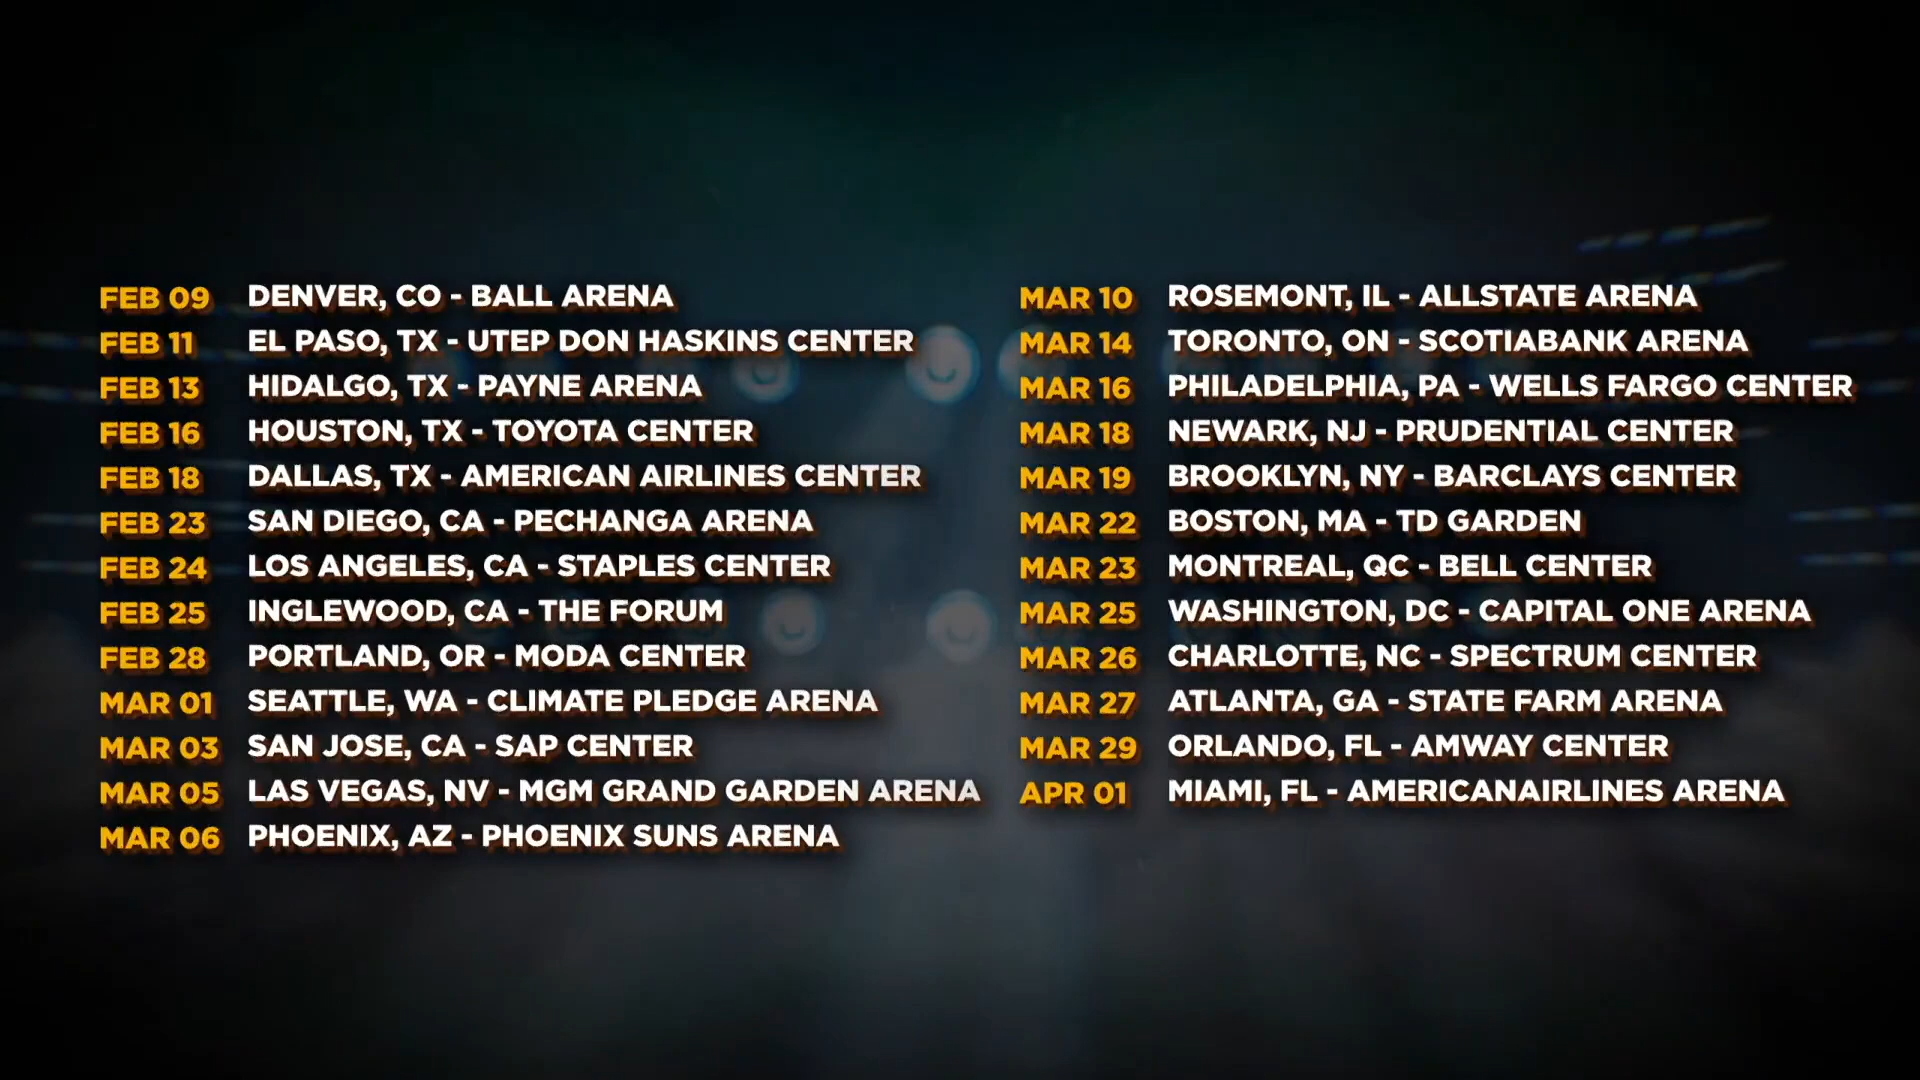 FEB 09 DENVER, CO - BALL ARENA
FEB 11 EL PASO, TX - UTEP DON HASKINS CENTER
FEB 13 HIDALGO, TX - PAYNE ARENA
FEB 16 HOUSTON, TX - TOYOTA CENTER
FEB 18 DALLAS, TX - AMERICAN AIRLINES CENTER
FEB 23 SAN DIEGO, CA - PECHANGA ARENA
FEB 24 LOS ANGELES, CA - STAPLES CENTER
FEB 25 INGLEWOOD, CA - THE FORUM
FEB 28 PORTLAND, OR - MODA CENTER
MAR 01 SEATTLE, WA - CLIMATE PLEDGE ARENA
MAR 03 SAN JOSE, CA - SAP CENTER
MAR 05 LAS VEGAS, NV - MGM GRAND GARDEN ARENA
MAR 06 PHOENIX, AZ - PHOENIX SUNS ARENA
MAR 10 ROSEMONT, IL - ALLSTATE ARENA
MAR 14 TORONTO, ON - SCOTIABANK ARENA
MAR 16 PHILADELPHIA, PA - WELLS FARGO CENTER
MAR 18 NEWARK, NJ - PRUDENTIAL CENTER
MAR 19 BROOKLYN, NY - BARCLAYS CENTER
MAR 22 BOSTON, MA - TD GARDEN
MAR 23 MONTREAL, QC - BELL CENTER
MAR 25 WASHINGTON, DC - CAPITAL ONE ARENA
MAR 26 CHARLOTTE, NC - SPECTRUM CENTER
MAR 27 ATLANTA, GA - STATE FARM ARENA
MAR 29 ORLANDO, FL - AMWAY CENTER
APR 01 MIAMI, FL - AMERICANAIRLINES ARENA